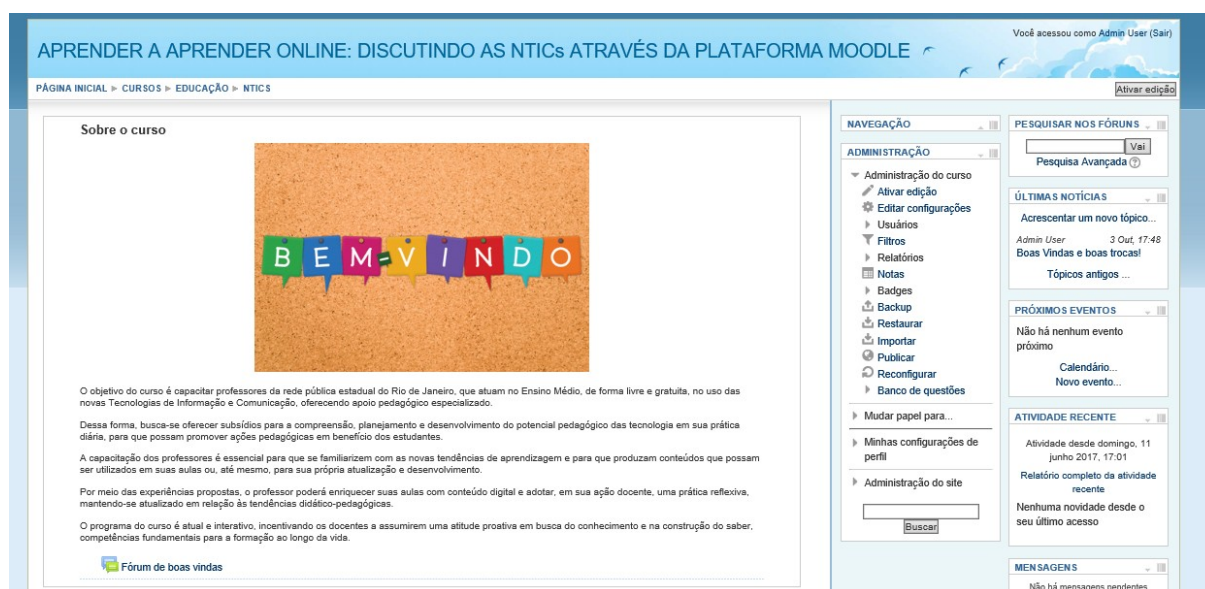 Você acessou como Admin User (Sair)
APRENDER A APRENDER ONLINE: DISCUTINDO AS NTICs ATRAVÉS DA PLATAFORMA MOODLE
PÁGINA INICIAL ► CURSOS ► EDUCAÇÃO ► NTICS
Ativar edição
Sobre o curso
BEM-VINDO
O objetivo do curso é capacitar professores da rede pública estadual do Rio de Janeiro, que atuam no Ensino Médio, de forma livre e gratuita, no uso das
novas Tecnologias de Informação e Comunicação, oferecendo apoio pedagógico especializado.
Dessa forma, busca-se oferecer subsídios para a compreensão, planejamento e desenvolvimento do potencial pedagógico das tecnologia em sua prática
diária, para que possam promover ações pedagógicas em benefício dos estudantes.
A capacitação dos professores é essencial para que se familiarizem com as novas tendências de aprendizagem e para que produzam conteúdos que possam
ser utilizados em suas aulas ou, até mesmo, para sua própria atualização e desenvolvimento.
Por meio das experiências propostas, o professor poderá enriquecer suas aulas com conteúdo digital e adotar, em sua ação docente, uma prática reflexiva,
mantendo-se atualizado em relação às tendências didático-pedagógicas.
O programa do curso é atual e interativo, incentivando os docentes a assumirem uma atitude proativa em busca do conhecimento e na construção do saber,
competências fundamentais para a formação ao longo da vida.
Fórum de boas vindas
NAVEGAÇÃO
ADMINISTRAÇÃO
Administração do curso
Ativar edição
Editar configurações
Usuários
Filtros
Relatórios
Notas
Badges
Backup
Restaurar
Importar
Publicar
Reconfigurar
Banco de questões
Mudar papel para...
Minhas configurações de
perfil
Administração do site
Buscar
PESQUISAR NOS FÓRUNS
Vai
Pesquisa Avançada
ÚLTIMAS NOTÍCIAS
Acrescentar um novo tópico...
Admin User 3 Out, 17:48
Boas Vindas e boas trocas!
Tópicos antigos ...
PRÓXIMOS EVENTOS
Não há nenhum evento
próximo
Calendário...
Novo evento...
ATIVIDADE RECENTE
Atividade desde domingo, 11
junho 2017, 17:01
Relatório completo da atividade
recente
Nenhuma novidade desde o
seu último acesso
MENSAGENS
Não há mensagens pendentes